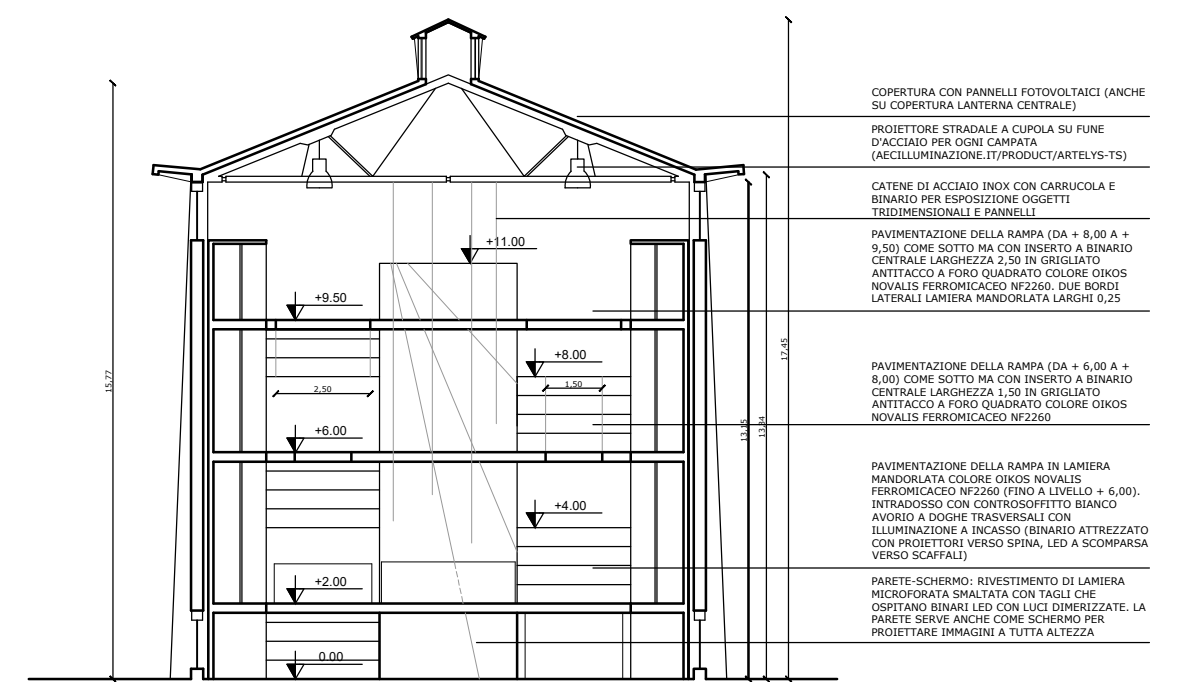 COPERTURA CON PANNELLI FOTOVOLTAICI (ANCHE
SU COPERTURA LANTERNA CENTRALE)
PROIETTORE STRADALE A CUPOLA SU FUNE
D'ACCIAIO PER OGNI CAMPATA
(AECILLUMINAZIONE.IT/PRODUCT/ARTELYS-TS)
CATENE DI ACCIAIO INOX CON CARRUCOLA E
BINARIO PER ESPOSIZIONE OGGETTI
TRIDIMENSIONALI E PANNELLI
PAVIMENTAZIONE DELLA RAMPA (DA + 8,00 A +
9,50) COME SOTTO MA CON INSERTO A BINARIO
CENTRALE LARGHEZZA 2,50 IN GRIGLIATO
ANTITACCO A FORO QUADRATO COLORE OIKOS
NOVALIS FERROMICACEO NF2260. DUE BORDI
LATERALI LAMIERA MANDORLATA LARGHI 0,25
PAVIMENTAZIONE DELLA RAMPA (DA + 6,00 A +
8,00) COME SOTTO MA CON INSERTO A BINARIO
CENTRALE LARGHEZZA 1,50 IN GRIGLIATO
ANTITACCO A FORO QUADRATO COLORE OIKOS
NOVALIS FERROMICACEO NF2260
PAVIMENTAZIONE DELLA RAMPA IN LAMIERA
MANDORLATA COLORE OIKOS NOVALIS
FERROMICACEO NF2260 (FINO A LIVELLO + 6,00).
INTRADOSSO CON CONTROSOFFITTO BIANCO
AVORIO A DOGHE TRASVERSALI CON
ILLUMINAZIONE A INCASSO (BINARIO ATTREZZATO
CON PROIETTORI VERSO SPINA, LED A SCOMPARSA
VERSO SCAFFALI)
PARETE-SCHERMO: RIVESTIMENTO DI LAMIERA
MICROFORATA SMALTATA CON TAGLI CHE
OSPITANO BINARI LED CON LUCI DIMERIZZATE. LA
PARETE SERVE ANCHE COME SCHERMO PER
PROIETTARE IMMAGINI A TUTTA ALTEZZA
+11.00
+9.50
+8.00
2,50
1,50
+6.00
+4.00
+2.00
0.00
15,77
17,45
13,15
13,34